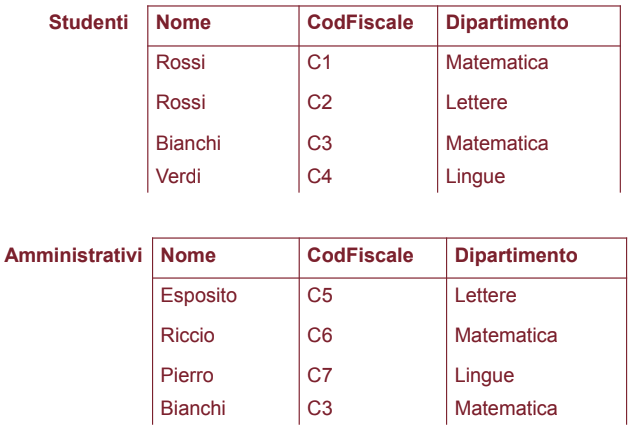 Studenti Nome CodFiscale Dipartimento
Rossi C1 Matematica
Rossi C2 Lettere
Bianchi C3 Matematica
Verdi C4 Lingue
Amministrativi Nome CodFiscale Dipartimento
Esposito C5 Lettere
Riccio C6 Matematica
Pierro C7 Lingue
Bianchi C3 Matematica